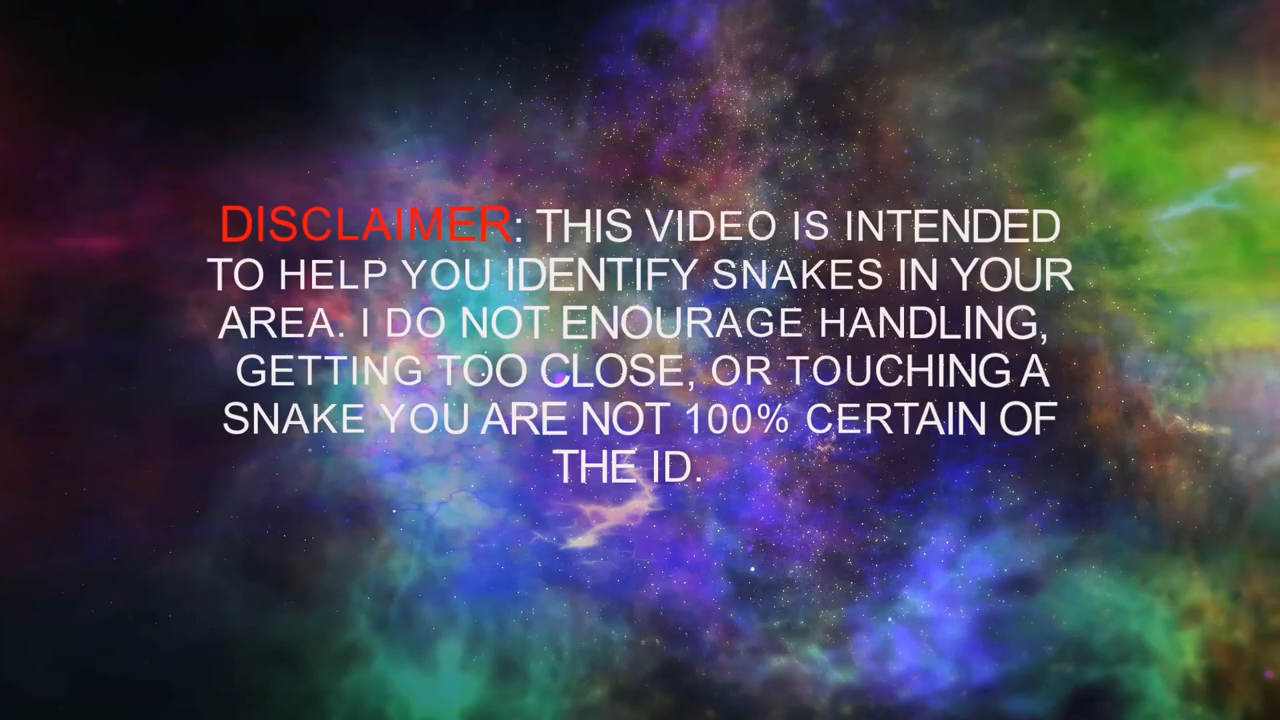 DISCLAIMER: THIS VIDEO IS INTENDED
TO HELP YOU IDENTIFY SNAKES IN YOUR
AREA. I DO NOT ENOURAGE HANDLING,
GETTING TOO CLOSE, OR TOUCHING A
SNAKE YOU ARE NOT 100% CERTAIN OF
THE ID.